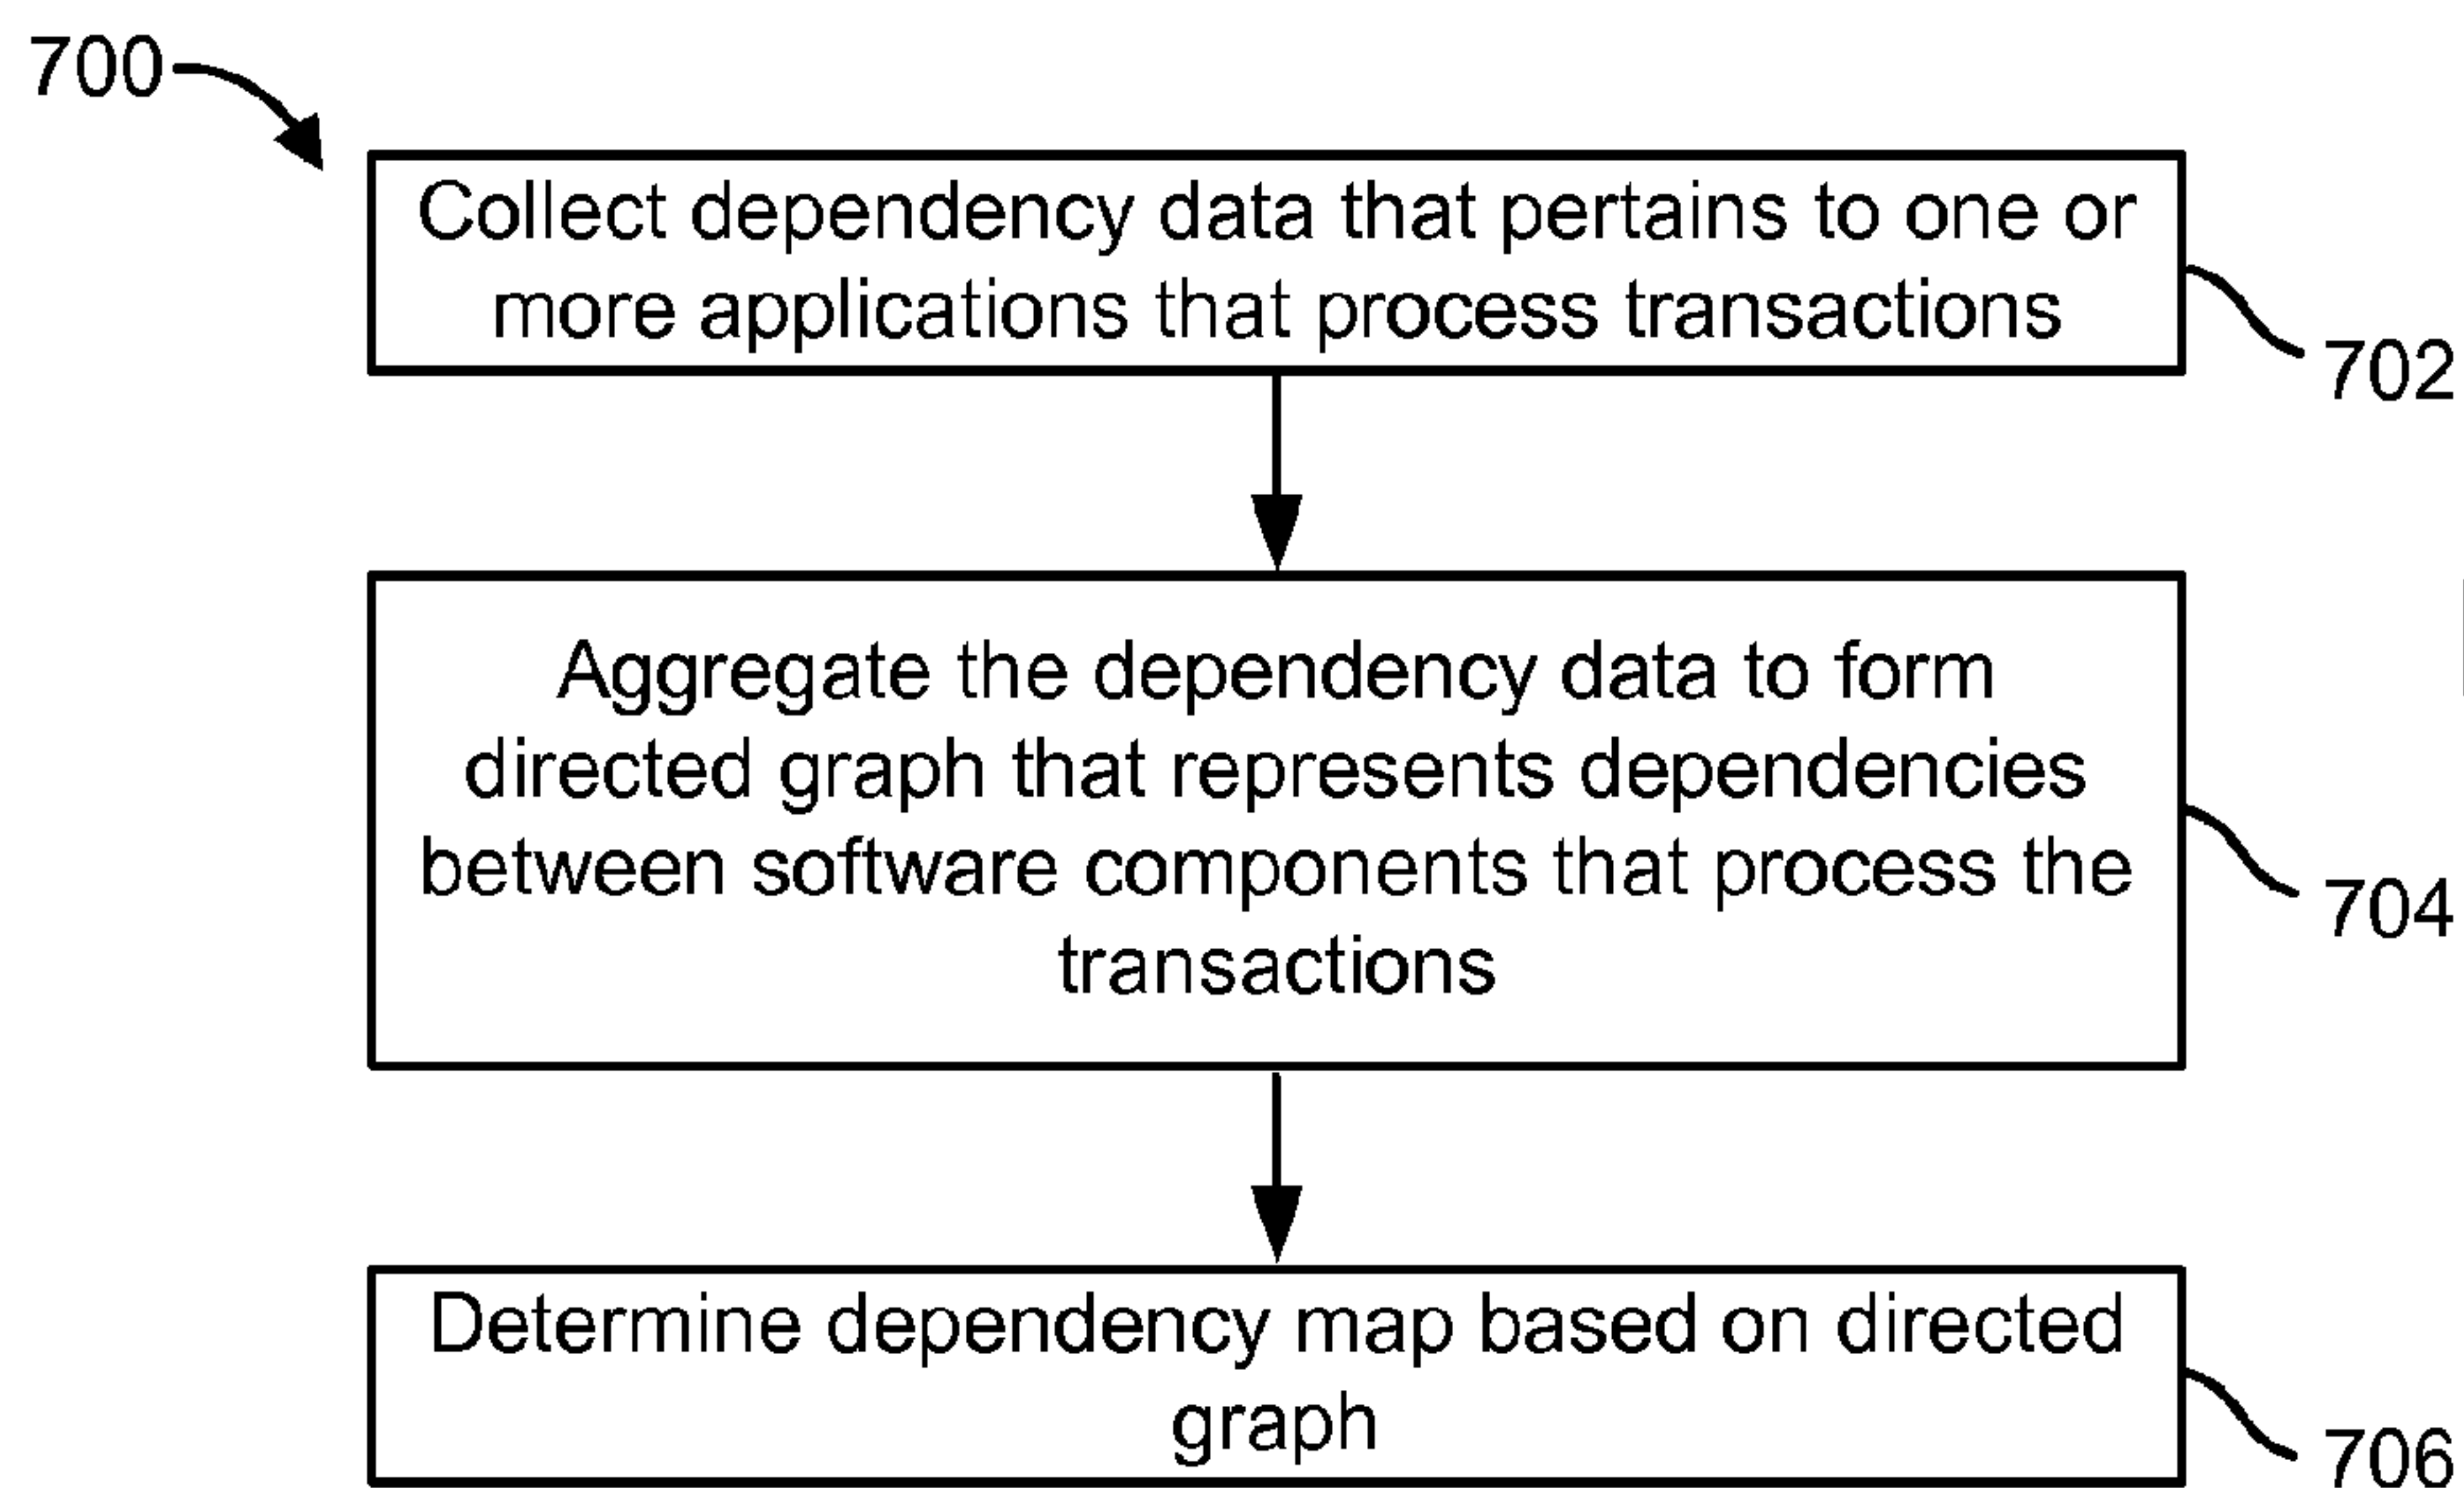 700
Collect dependency data that pertains to one or
more applications that process transactions
702
Aggregate the dependency data to form
directed graph that represents dependencies
between software components that process the
transactions
704
Determine dependency map based on directed
graph
706